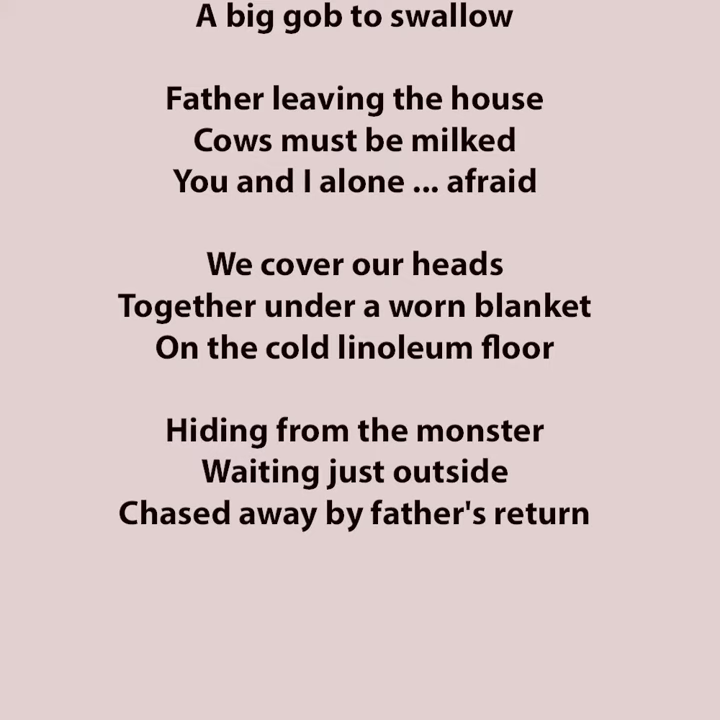 A big gob to swallow
Father leaving the house
Cows must be milked
You and I alone ... afraid
We cover our heads
Together under a worn blanket
On the cold linoleum floor
Hiding from the monster
Waiting just outside
Chased away by father's return